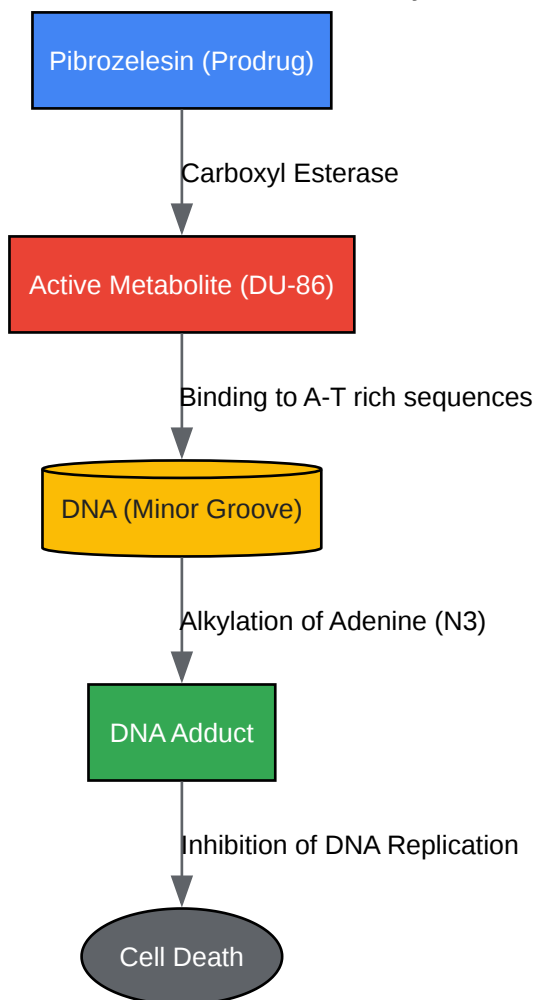 Pibrozelesin (Prodrug)
Carboxyl Esterase
Active Metabolite (DU-86)
Binding to A-T rich sequences
DNA (Minor Groove)
Alkylation of Adenine (N3)
DNA Adduct
Inhibition of DNA Replication
Cell Death